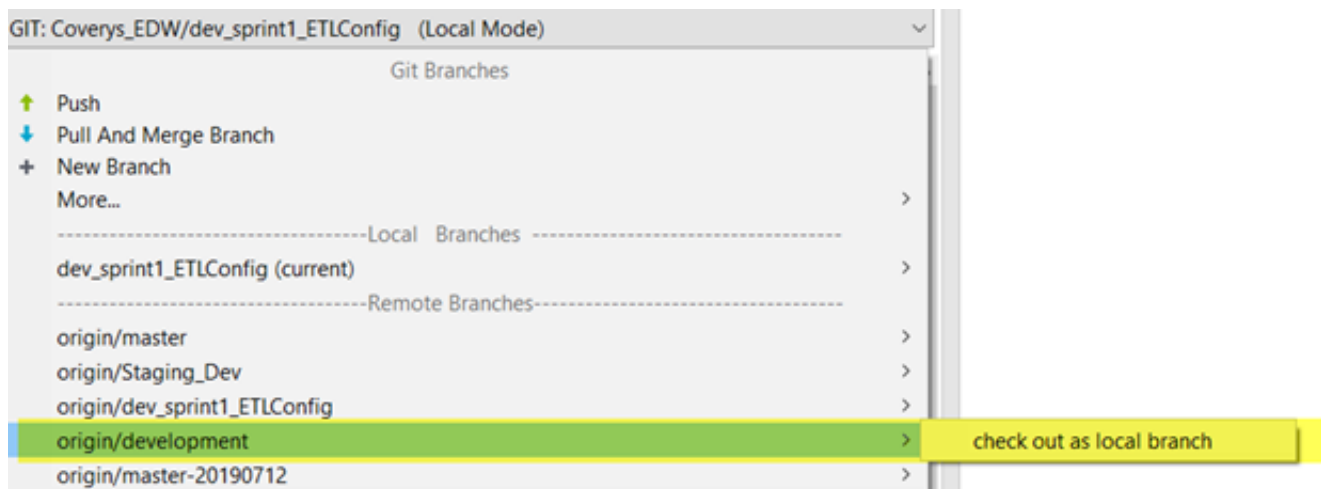 GIT: Coverys_EDW/dev_sprint1_ETLConfig (Local Mode)
Git Branches
Push
Pull And Merge Branch
New Branch
More...
-----------------------------------Local Branches -----------------------------------
dev_sprint1_ETLConfig (current)
-----------------------------------Remote Branches-----------------------------------
origin/master
origin/Staging_Dev
origin/dev_sprint1_ETLConfig
origin/development check out as local branch
origin/master-20190712